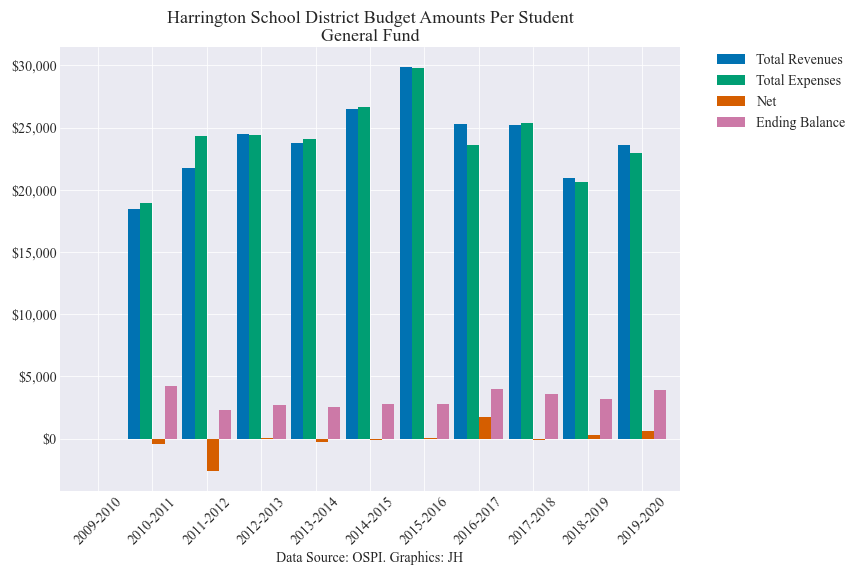 Harrington School District Budget Amounts Per Student
General Fund
Total Revenues
Total Expenses
Net
Ending Balance
$30,000
$25,000
$20,000
$15,000
$10,000
$5,000
$0
2009-2010
2010-2011
2011-2012
2012-2013
2013-2014
2014-2015
2015-2016
2016-2017
2017-2018
2018-2019
2019-2020
Data Source: OSPI. Graphics: JH